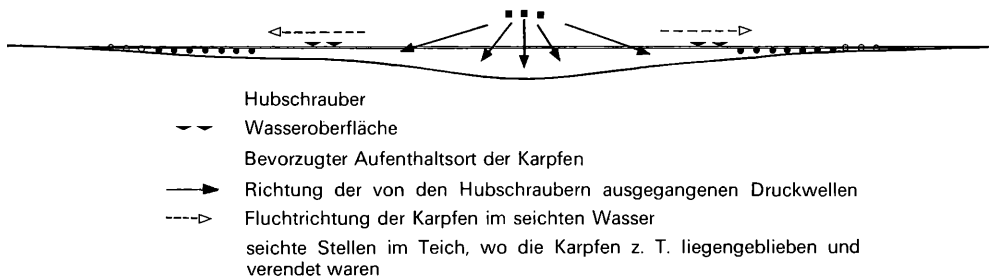 Hubschrauber
Wasseroberfläche
Bevorzugter Aufenthaltsort der Karpfen
Richtung der von den Hubschraubern ausgegangenen Druckwellen
Fluchtrichtung der Karpfen im seichten Wasser
seichte Stellen im Teich, wo die Karpfen z. T. liegengeblieben und
verendet waren